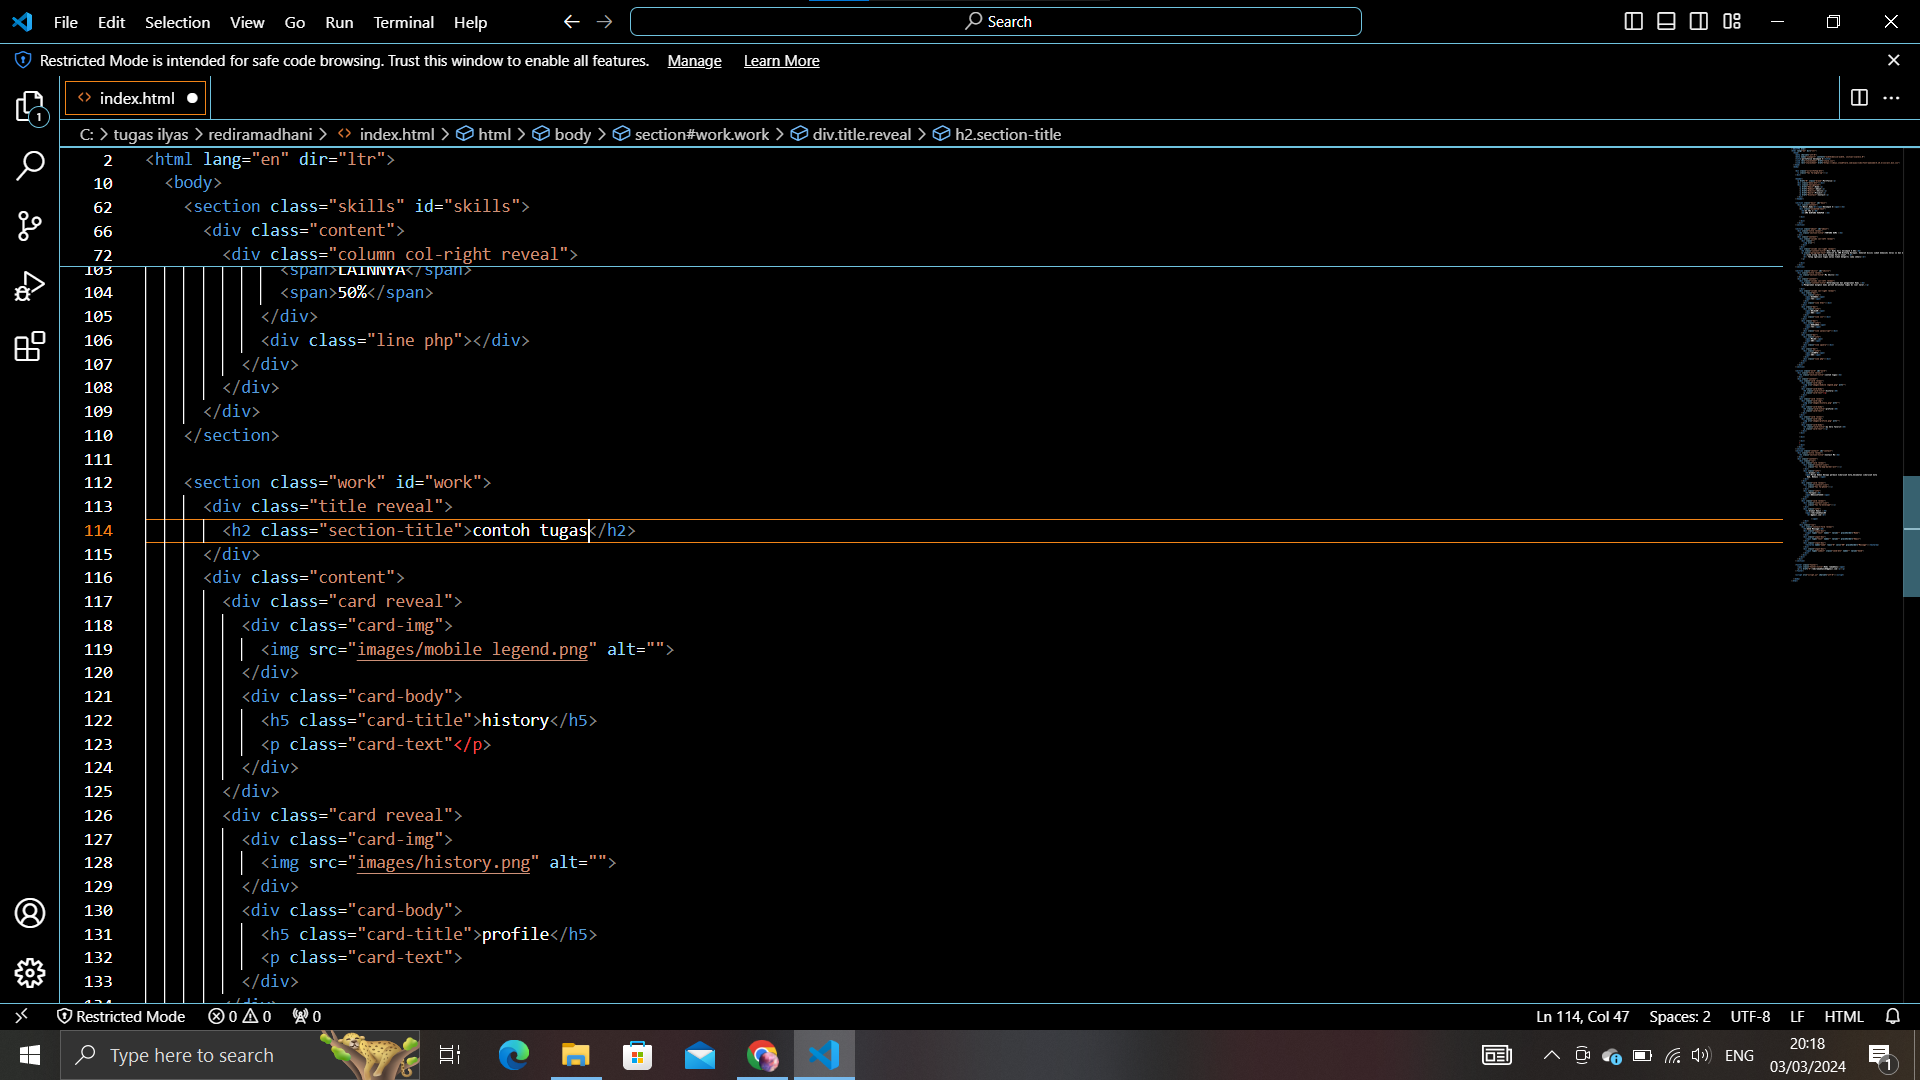 File Edit Selection View Go Run Terminal Help Search
Restricted Mode is intended for safe code browsing. Trust this window to enable all features. Manage Learn More
index.html
C: > tugas ilyas > rediramadhani > index.html > html > body > section#work.work > div.title.reveal > h2.section-title
2 <html lang="en" dir="ltr">
10 <body>
62 <section class="skills" id="skills">
66 <div class="content">
72 <div class="column col-right reveal">
103 <span>LAINNYA</span>
104 <span>50%</span>
105 </div>
106 <div class="line php"></div>
107 </div>
108 </div>
109 </div>
110 </section>
111
112 <section class="work" id="work">
113 <div class="title reveal">
114 <h2 class="section-title">contoh tugas</h2>
115 </div>
116 <div class="content">
117 <div class="card reveal">
118 <div class="card-img">
119 <img src="images/mobile legend.png" alt="">
120 </div>
121 <div class="card-body">
122 <h5 class="card-title">history</h5>
123 <p class="card-text"</p>
124 </div>
125 </div>
126 <div class="card reveal">
127 <div class="card-img">
128 <img src="images/history.png" alt="">
129 </div>
130 <div class="card-body">
131 <h5 class="card-title">profile</h5>
132 <p class="card-text">
133 </div>
134 </div>
Restricted Mode 0 0 0 Ln 114, Col 47 Spaces: 2 UTF-8 LF HTML
Type here to search ENG 20:18
03/03/2024
1
1